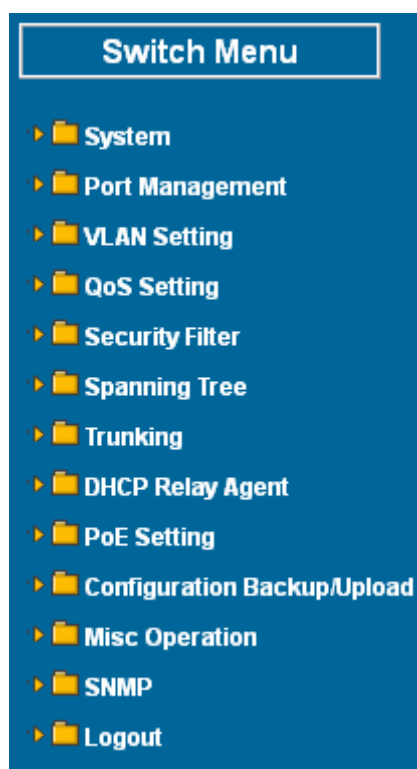 Switch Menu
System
Port Management
VLAN Setting
QoS Setting
Security Filter
Spanning Tree
Trunking
DHCP Relay Agent
PoE Setting
Configuration Backup/Upload
Misc Operation
SNMP
Logout